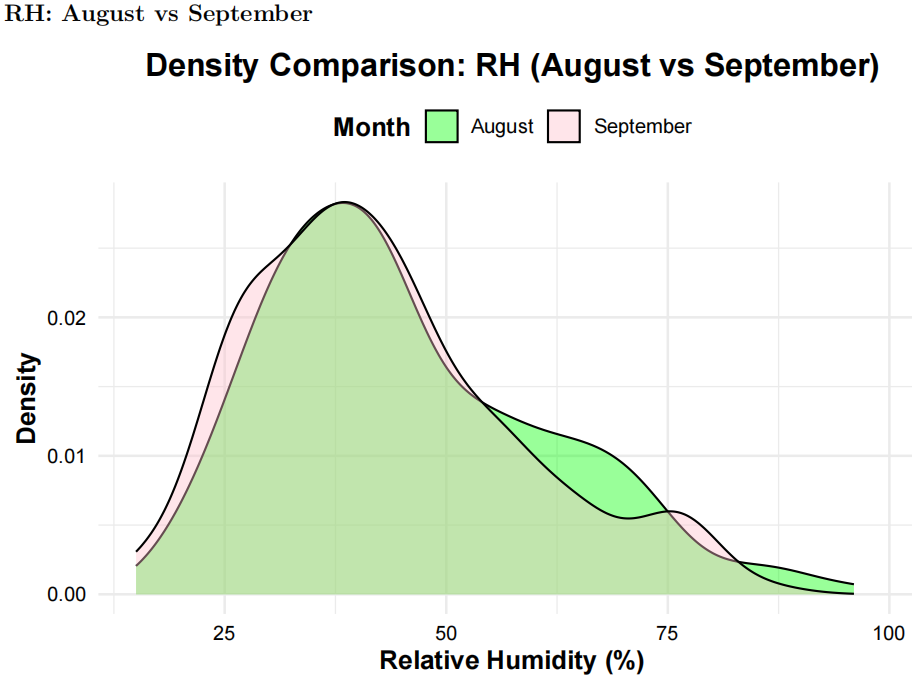 RH: August vs September
Density Comparison: RH (August vs September)
Month August September
0.02
0.01
0.00
Density
25 50 75 100
Relative Humidity (%)